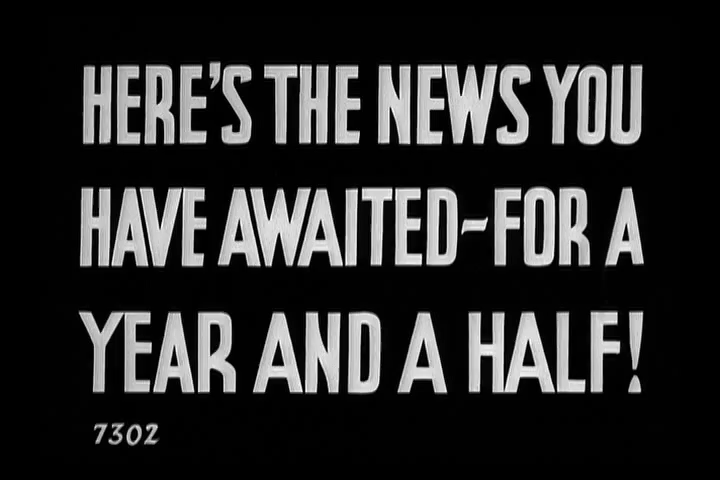 HERE'S THE NEWS YOU
HAVE AWAITED-FOR A
YEAR AND A HALF!
7302